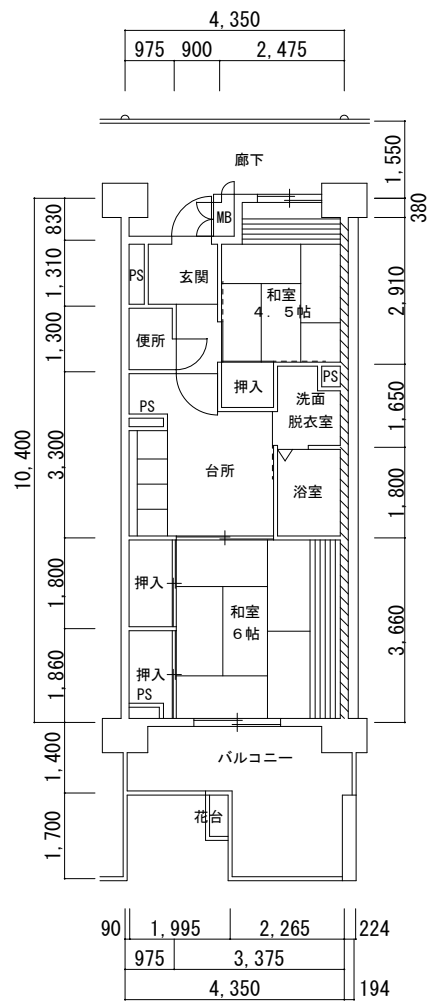 4,350
975 900 2,475
廊下
1,550
380
MB
830
1,310
PS
玄関
和室
4．5帖
2,910
1,300
便所
押入
PS
洗面
脱衣室
1,650
PS
3,300
台所
浴室
1,800
10,400
1,800
押入
和室
6帖
3,660
1,860
押入
PS
バルコニー
1,400
花台
1,700
90 1,995 2,265 224
975 3,375
4,350 194